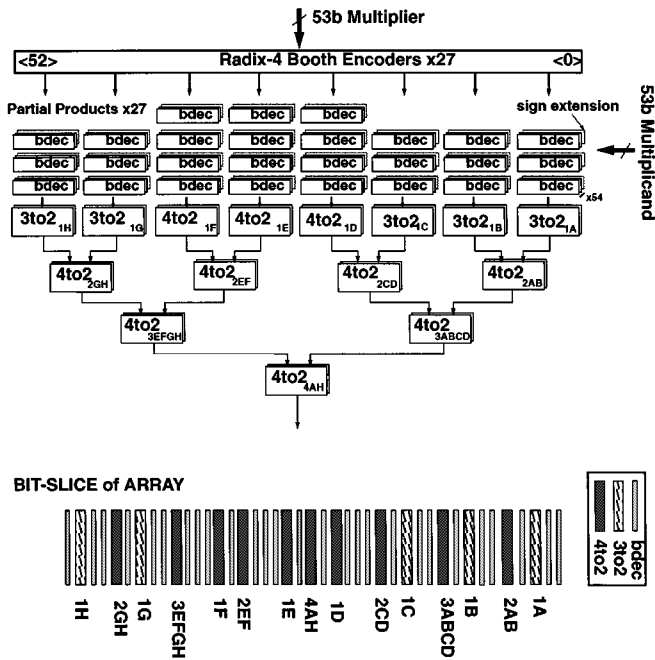 53b Multiplier
<52> Radix-4 Booth Encoders x27 <0>
Partial Products x27
bdec bdec bdec
sign extension
53b Multiplicand
bdec bdec bdec bdec bdec bdec bdec bdec
bdec bdec bdec bdec bdec bdec bdec bdec
bdec bdec bdec bdec bdec bdec bdec bdec
x54
3to2 1H 3to2 1G 4to2 1F 4to2 1E 4to2 1D 3to2 1C 3to2 1B 3to2 1A
4to2 2GH 4to2 2EF 4to2 2CD 4to2 2AB
4to2 3EFGH 4to2 3ABCD
4to2 4AH
BIT-SLICE of ARRAY
bdec
3to2
4to2
1H 2GH 1G 3EFGH 1F 2EF 1E 4AH 1D 2CD 1C 3ABCD 1B 2AB 1A